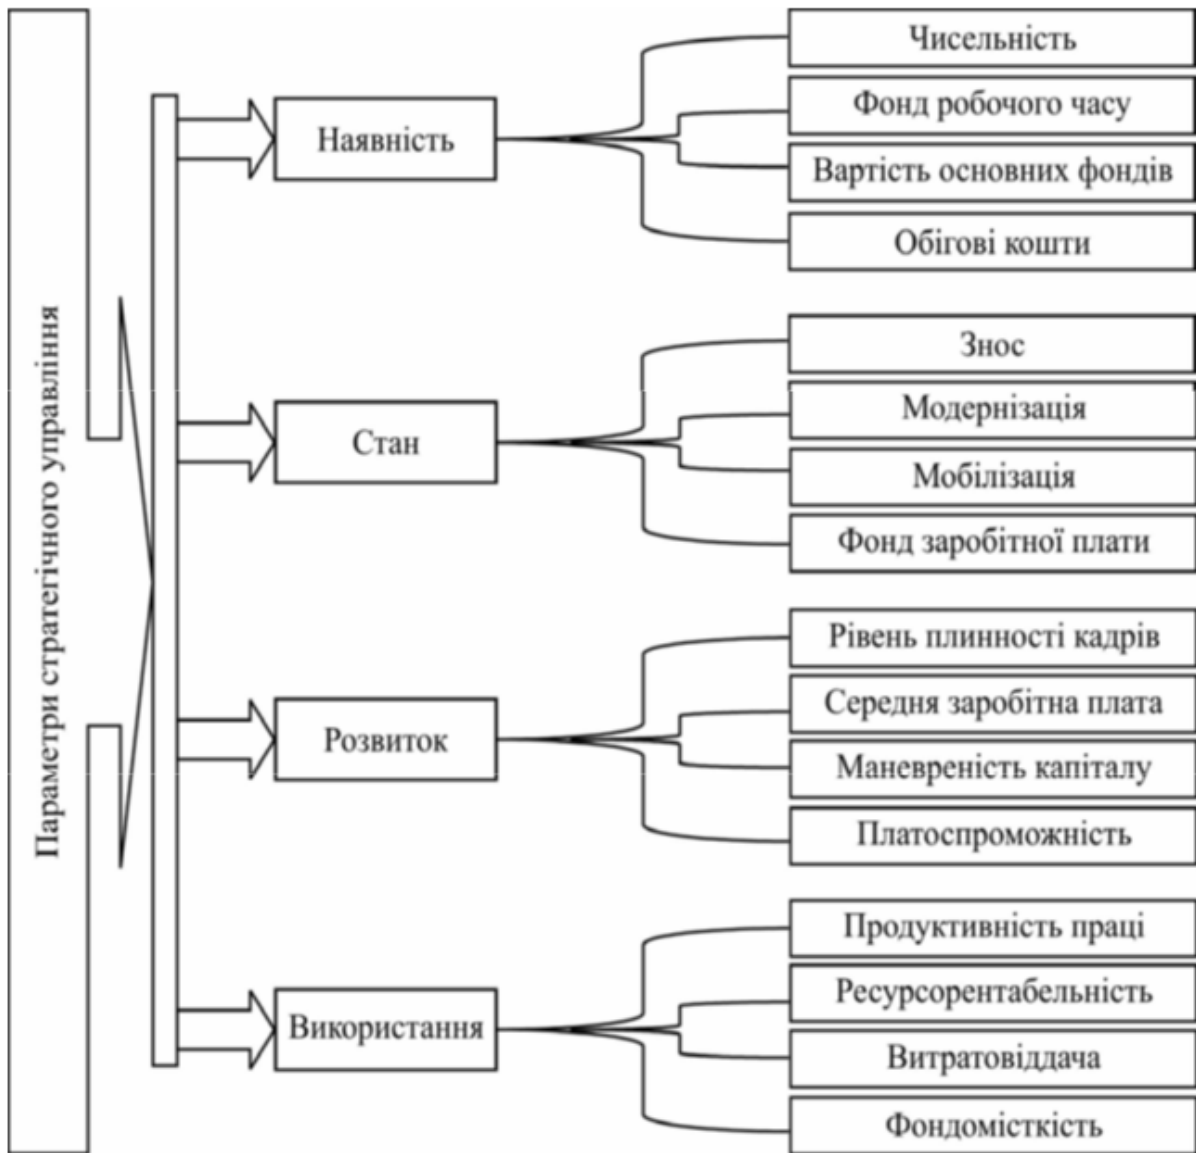 Параметри стратегічного управління
Наявність
Чисельність
Фонд робочого часу
Вартість основних фондів
Обігові кошти
Стан
Знос
Модернізація
Мобілізація
Фонд заробітної плати
Розвиток
Рівень плинності кадрів
Середня заробітна плата
Маневреність капіталу
Платоспроможність
Використання
Продуктивність праці
Ресурсорентабельність
Витратовіддача
Фондомісткість